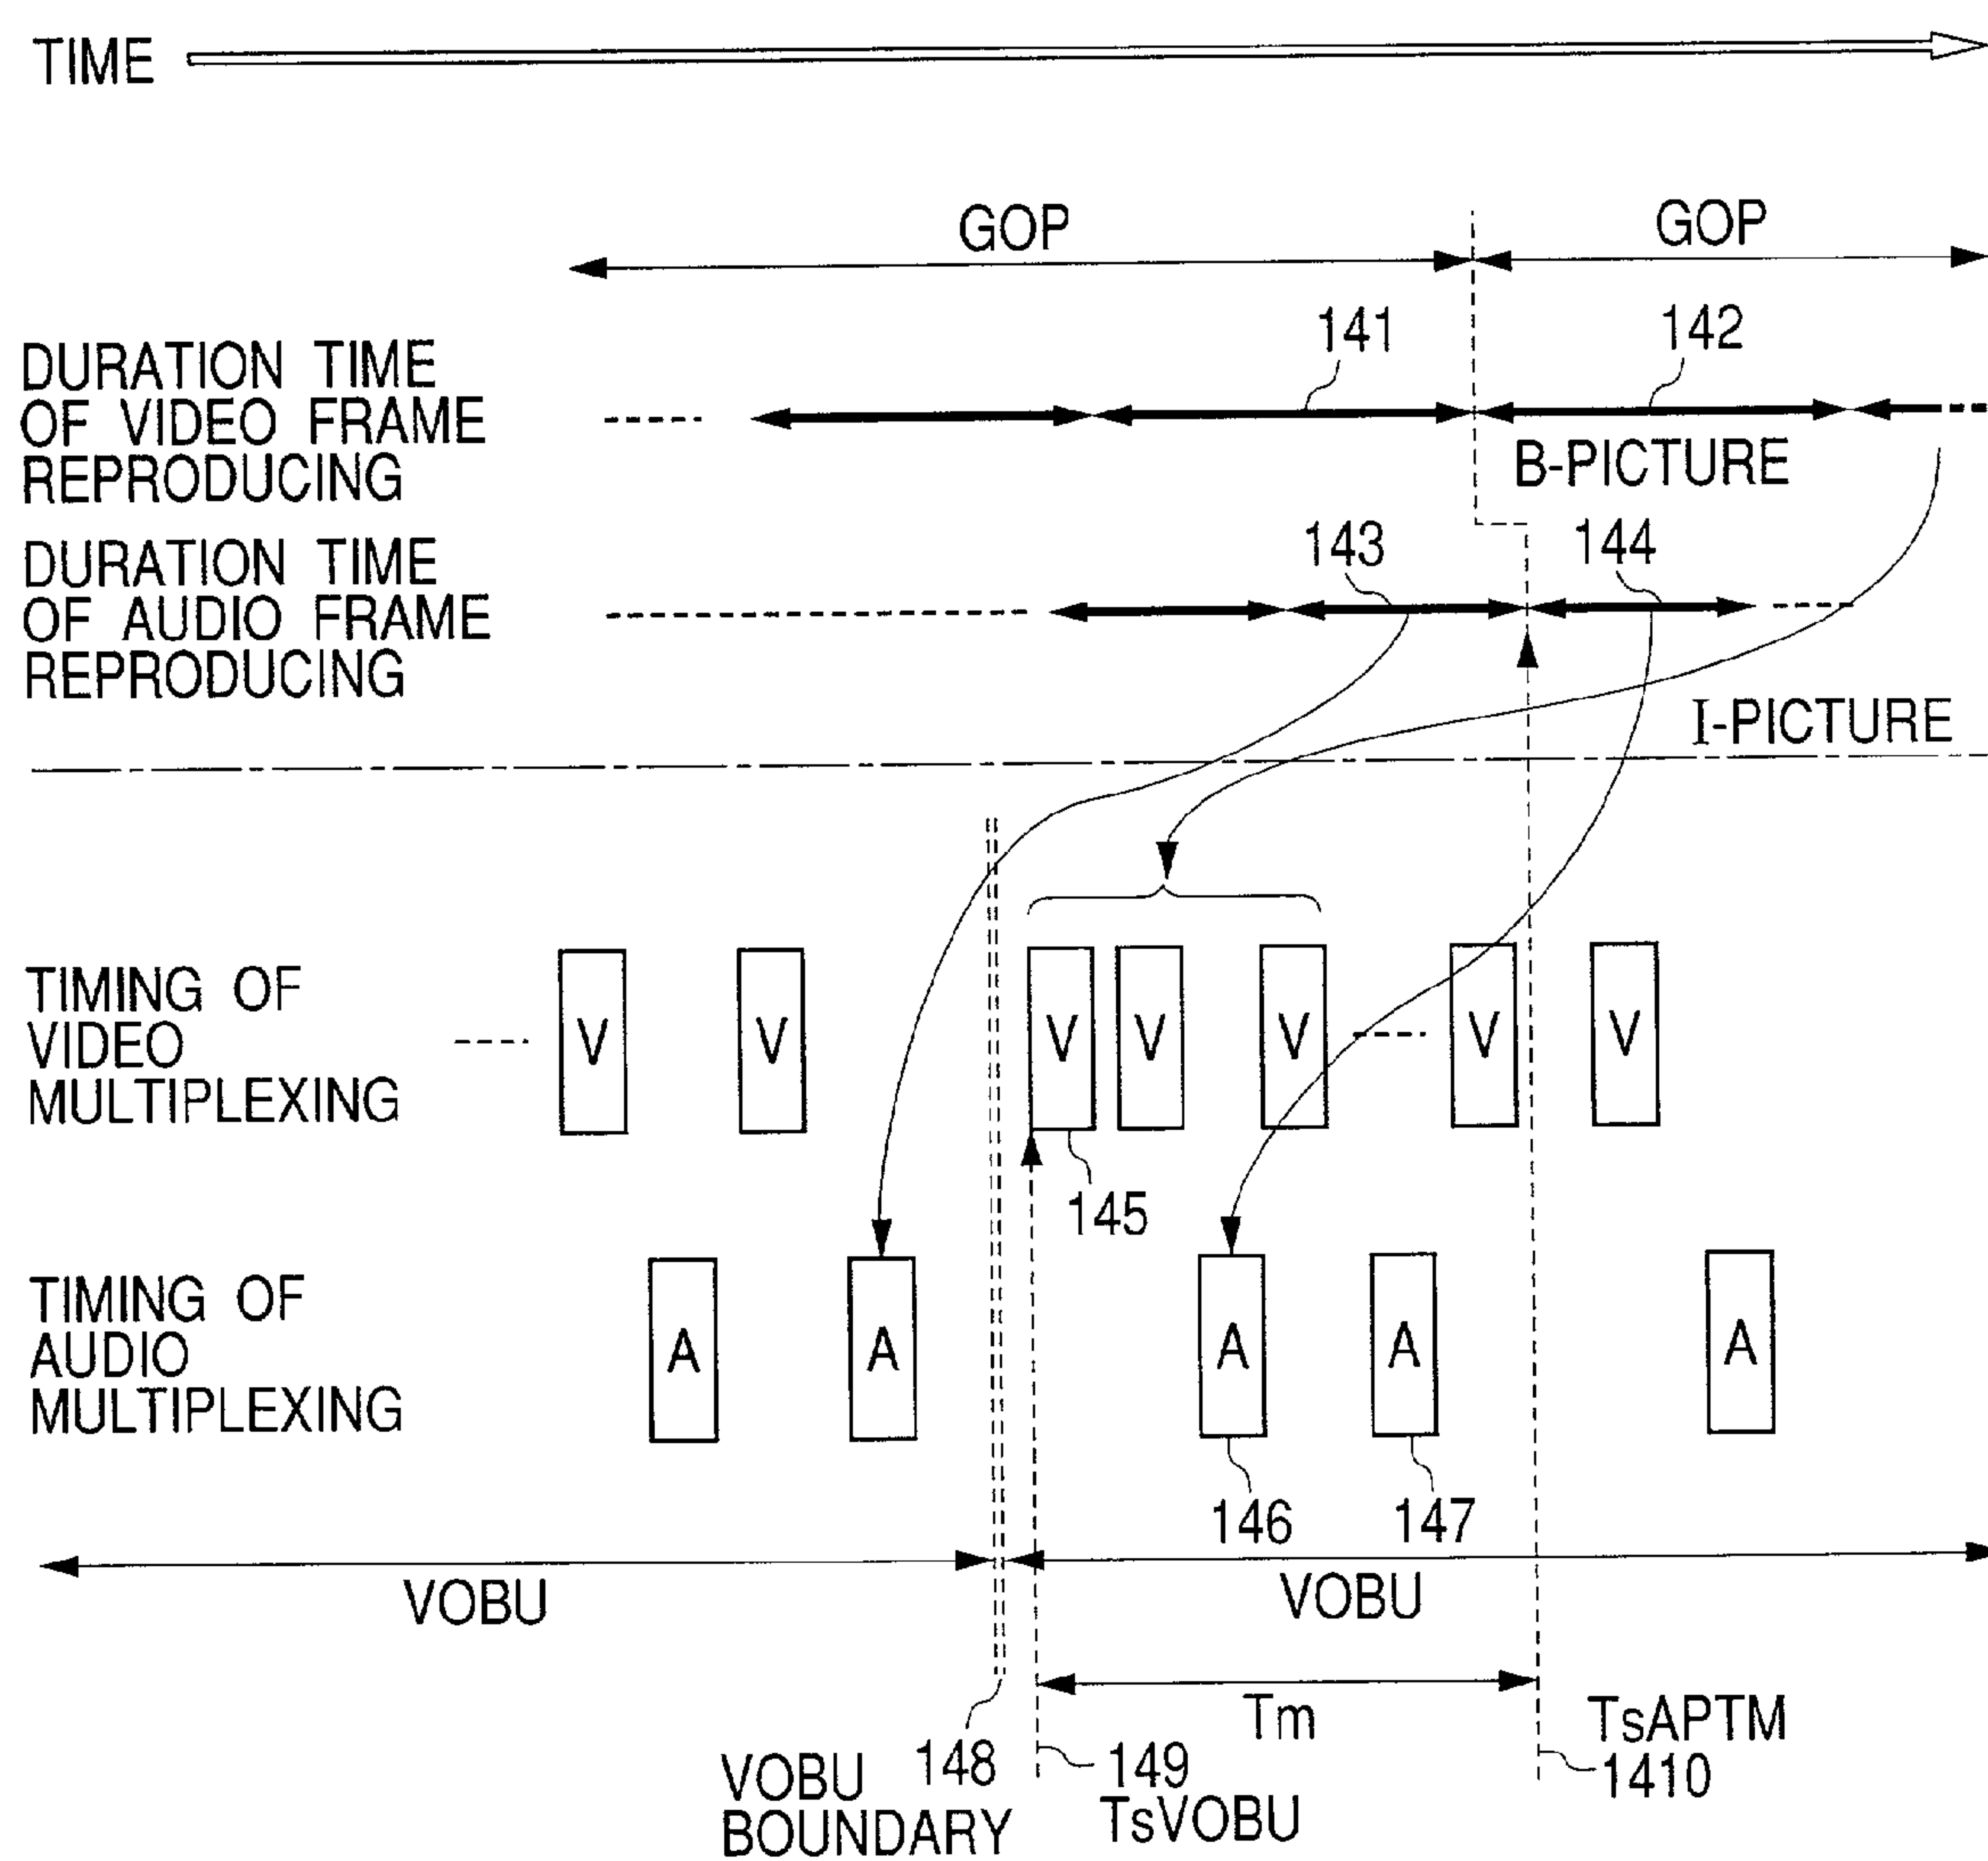 TIME
GOP
GOP
141
142
DURATION TIME
OF VIDEO FRAME
REPRODUCING
B-PICTURE
DURATION TIME
OF AUDIO FRAME
REPRODUCING
143
144
I-PICTURE
TIMING OF
VIDEO
MULTIPLEXING
V
V
V
V
V
V
V
145
TIMING OF
AUDIO
MULTIPLEXING
A
A
A
A
A
146
147
VOBU
VOBU
Tm
TsAPTM
1410
VOBU
BOUNDARY
148
149
TsVOBU